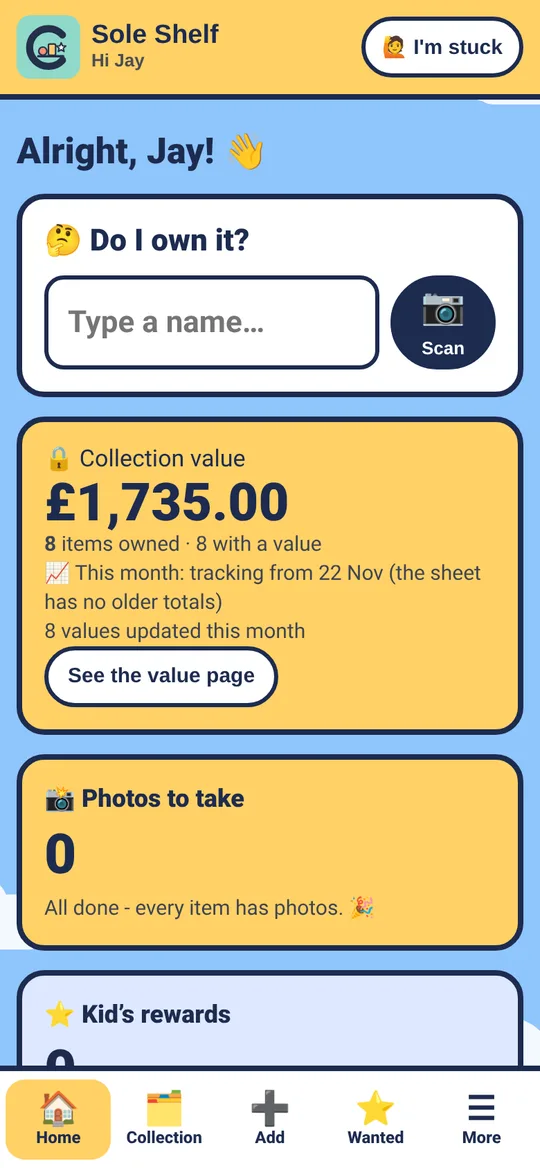 Sole Shelf
Hi Jay
🙋 I'm stuck
Alright, Jay! 👋
🤔 Do I own it?
Type a name…
📷 Scan
🔒 Collection value
£1,735.00
8 items owned · 8 with a value
📈 This month: tracking from 22 Nov (the sheet
has no older totals)
8 values updated this month
See the value page
📸 Photos to take
0
All done - every item has photos. 🎉
⭐ Kid’s rewards
0
Home
Collection
Add
Wanted
More